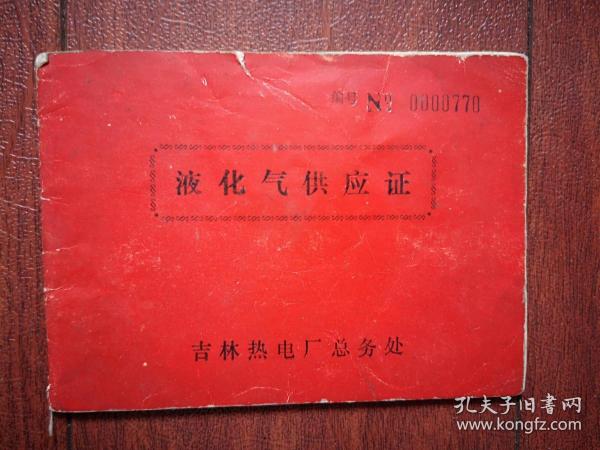 编号 № 0000770
液化气供应证
吉林热电厂总务处
孔夫子旧书网
www.kongfz.com